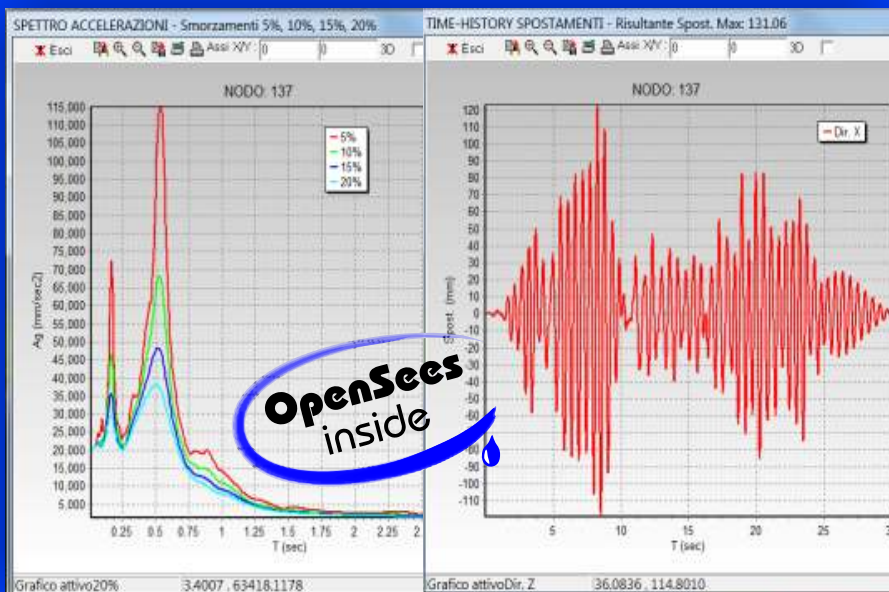 SPETTRO ACCELERAZIONI - Smorzamenti 5%, 10%, 15%, 20%
Esci
Assi X/Y:
0
0
3D
NODO: 137
115,000
110.000
105.000
100.000
95.000
90.000
85.000
80.000
75.000
70.000
65.000
60.000
55.000
50.000
45.000
40.000
35.000
30.000
25.000
20.000
15.000
10.000
5.000
Ag (mm/sec2)
5%
10%
15%
20%
0.25 0.5 0.75 1 1.25 1.5 1.75 2 2.25
T (sec)
Grafico attivo20%
3.4007 , 63418.1178
TIME-HISTORY SPOSTAMENTI - Risultante Spost. Max: 131.06
Esci
Assi X/Y:
0
0
3D
NODO: 137
120
110
100
90
80
70
60
50
40
30
20
10
0
-10
-20
-30
-40
-50
-60
-80
-90
-100
-110
Spost. (mm)
Dir. X
5 10 15 20 25
T (sec)
Grafico attivoDir. Z
36.0836 , 114.8010
OpenSees
inside